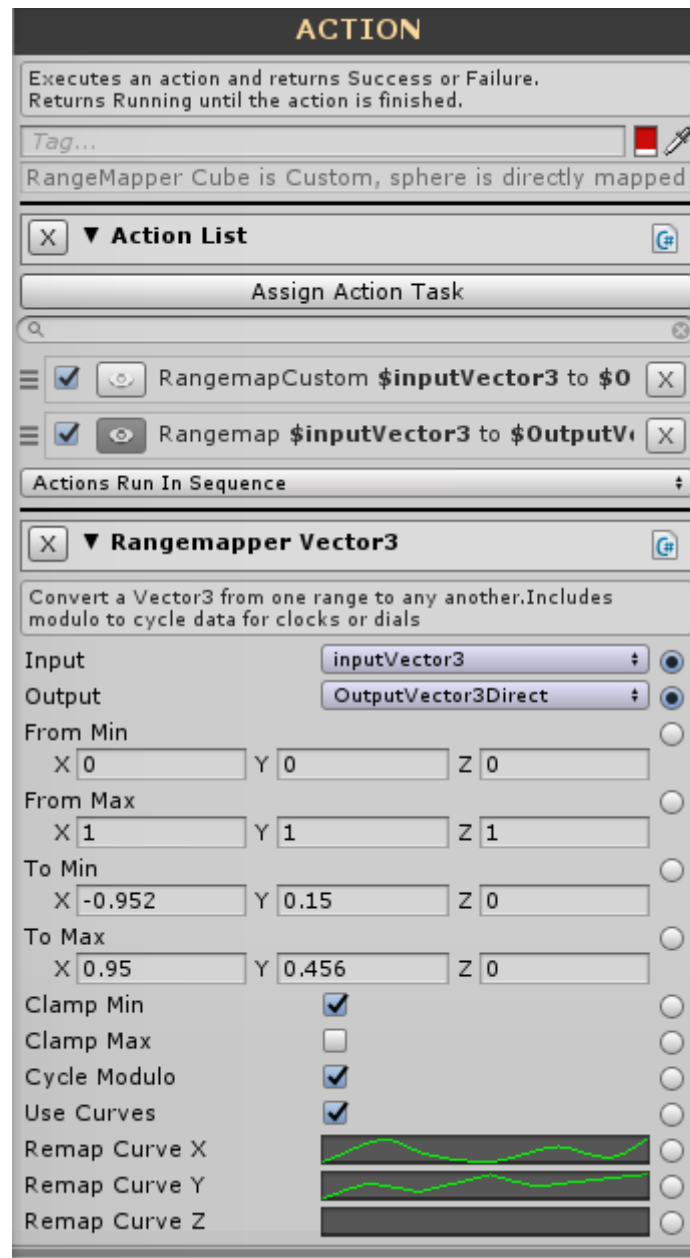 ACTION
Executes an action and returns Success or Failure.
Returns Running until the action is finished.
Tag...
RangeMapper Cube is Custom, sphere is directly mapped
X ▼ Action List C#
Assign Action Task
RangemapCustom $inputVector3 to $O X
Rangemap $inputVector3 to $OutputV X
Actions Run In Sequence
X ▼ Rangemapper Vector3 C#
Convert a Vector3 from one range to any another.Includes
modulo to cycle data for clocks or dials
Input inputVector3
Output OutputVector3Direct
From Min
X 0 Y 0 Z 0
From Max
X 1 Y 1 Z 1
To Min
X -0.952 Y 0.15 Z 0
To Max
X 0.95 Y 0.456 Z 0
Clamp Min
Clamp Max
Cycle Modulo
Use Curves
Remap Curve X
Remap Curve Y
Remap Curve Z